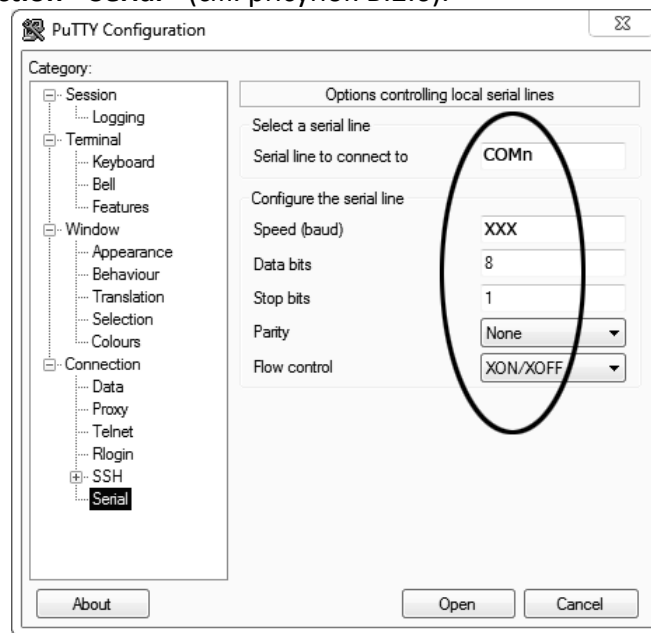 PuTTY Configuration
Category:
Session
Logging
Terminal
Keyboard
Bell
Features
Window
Appearance
Behaviour
Translation
Selection
Colours
Connection
Data
Proxy
Telnet
Rlogin
SSH
Serial
Options controlling local serial lines
Select a serial line
Serial line to connect to COMn
Configure the serial line
Speed (baud) XXX
Data bits 8
Stop bits 1
Parity None
Flow control XON/XOFF
About Open Cancel